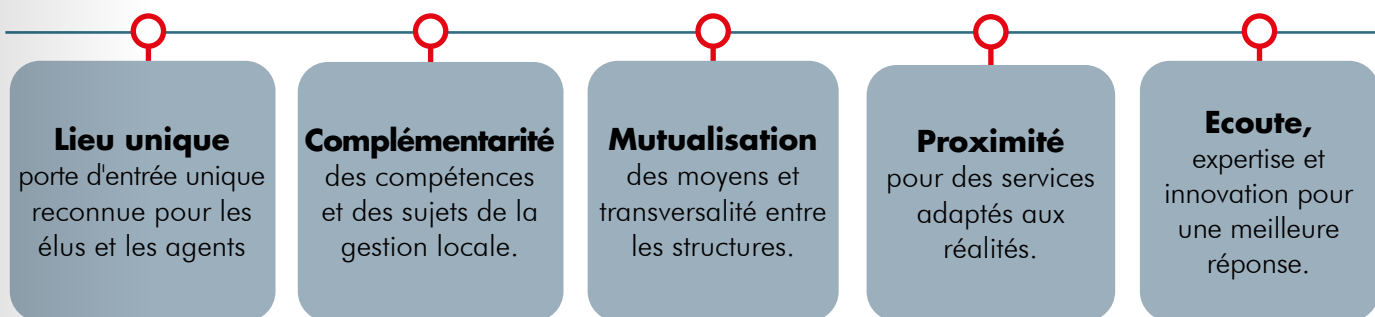 Lieu unique
porte d'entrée unique
reconnue pour les
élus et les agents
Complémentarité
des compétences
et des sujets de la
gestion locale.
Mutualisation
des moyens et
transversalité entre
les structures.
Proximité
pour des services
adaptés aux
réalités.
Ecoute,
expertise et
innovation pour
une meilleure
réponse.